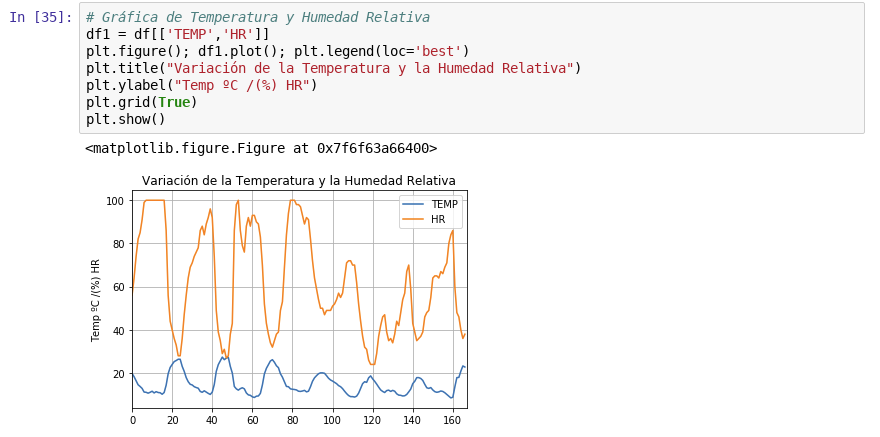 In [35]: # Gráfica de Temperatura y Humedad Relativa
df1 = df[['TEMP','HR']]
plt.figure(); df1.plot(); plt.legend(loc='best')
plt.title("Variación de la Temperatura y la Humedad Relativa")
plt.ylabel("Temp ºC /(%) HR")
plt.grid(True)
plt.show()
<matplotlib.figure.Figure at 0x7f6f63a66400>
Variación de la Temperatura y la Humedad Relativa
TEMP
HR
Temp ºC /(%) HR
100
80
60
40
20
0 20 40 60 80 100 120 140 160